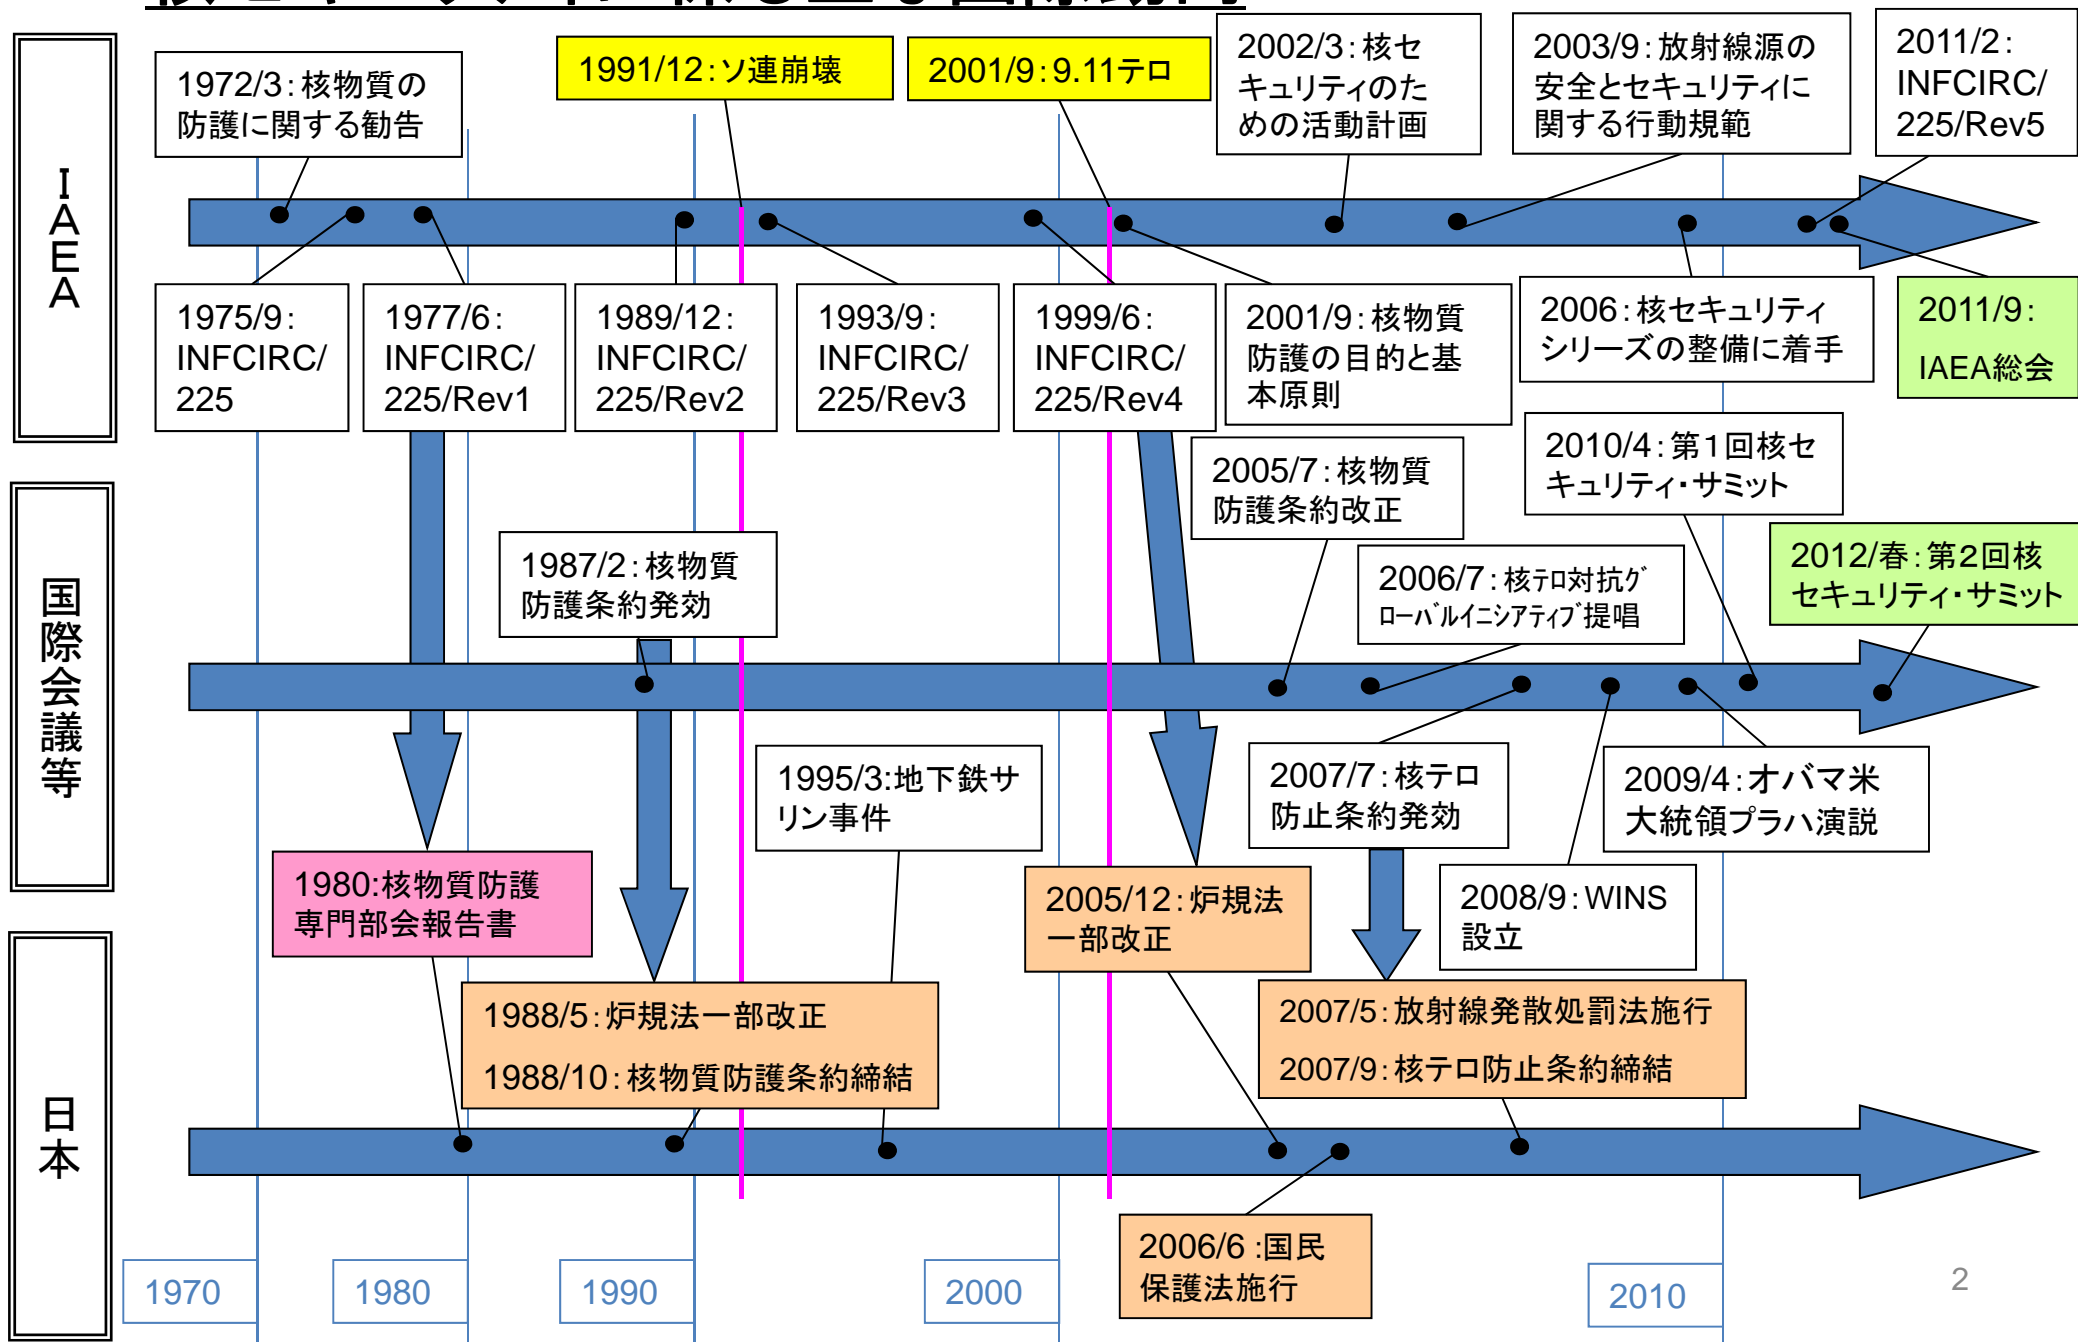 IAEA
1972/3：核物質の
防護に関する勧告
1991/12：ソ連崩壊
2001/9：9.11テロ
2002/3：核セ
キュリティのた
めの活動計画
2003/9：放射線源の
安全とセキュリティに
関する行動規範
2011/2：
INFCIRC/
225/Rev5
1975/9：
INFCIRC/
225
1977/6：
INFCIRC/
225/Rev1
1989/12：
INFCIRC/
225/Rev2
1993/9：
INFCIRC/
225/Rev3
1999/6：
INFCIRC/
225/Rev4
2001/9：核物質
防護の目的と基
本原則
2006：核セキュリティ
シリーズの整備に着手
2011/9：
IAEA総会
国際会議等
1987/2：核物質
防護条約発効
2005/7：核物質
防護条約改正
2006/7：核ﾃﾛ対抗ｸﾞ
ﾛｰﾊﾞﾙｲﾆｼｱﾃｨﾌﾞ提唱
2010/4：第１回核セ
キュリティ・サミット
2012/春：第２回核
セキュリティ・サミット
1995/3:地下鉄サ
リン事件
2007/7：核テロ
防止条約発効
2009/4：オバマ米
大統領プラハ演説
2008/9：WINS
設立
日本
1980:核物質防護
専門部会報告書
1988/5：炉規法一部改正
1988/10：核物質防護条約締結
2005/12：炉規法
一部改正
2007/5：放射線発散処罰法施行
2007/9：核テロ防止条約締結
2006/6：国民
保護法施行
1970
1980
1990
2000
2010
2